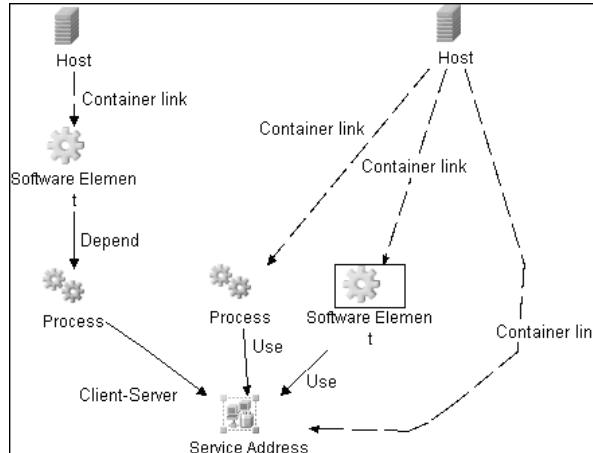 Host
Host
Container link
Container link
Container link
Software Elemen
t
Depend
Process
Process
Software Elemen
t
Container lin
Use
Use
Client-Server
Service Address